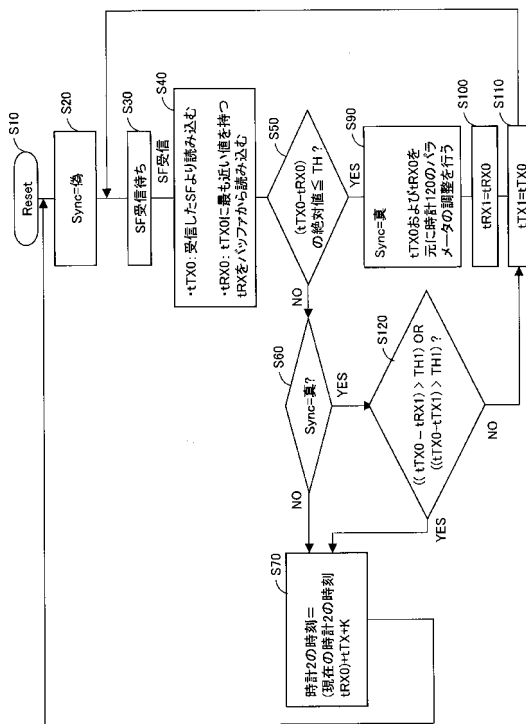 S10
Reset
S20
Sync=偽
S30
SF受信待ち
SF受信
S40
・tTX0: 受信したSFより読み込む
・tRX0: tTX0に最も近い値を持つ
tRXをバッファから読み込む
S50
(tTX0-tRX0)
の絶対値≦ TH ?
YES
NO
S90
Sync=真
tTX0およびtRX0を
元に時計120のパラ
メータの調整を行う
S100
tRX1=tRX0
S110
tTX1=tTX0
S60
Sync=真?
YES
NO
S120
(( tTX0 - tRX1) > TH1) OR
((tTX0-tTX1) > TH1) ?
NO
YES
S70
時計2の時刻=
(現在の時計2の時刻
tRX0)+tTX+K